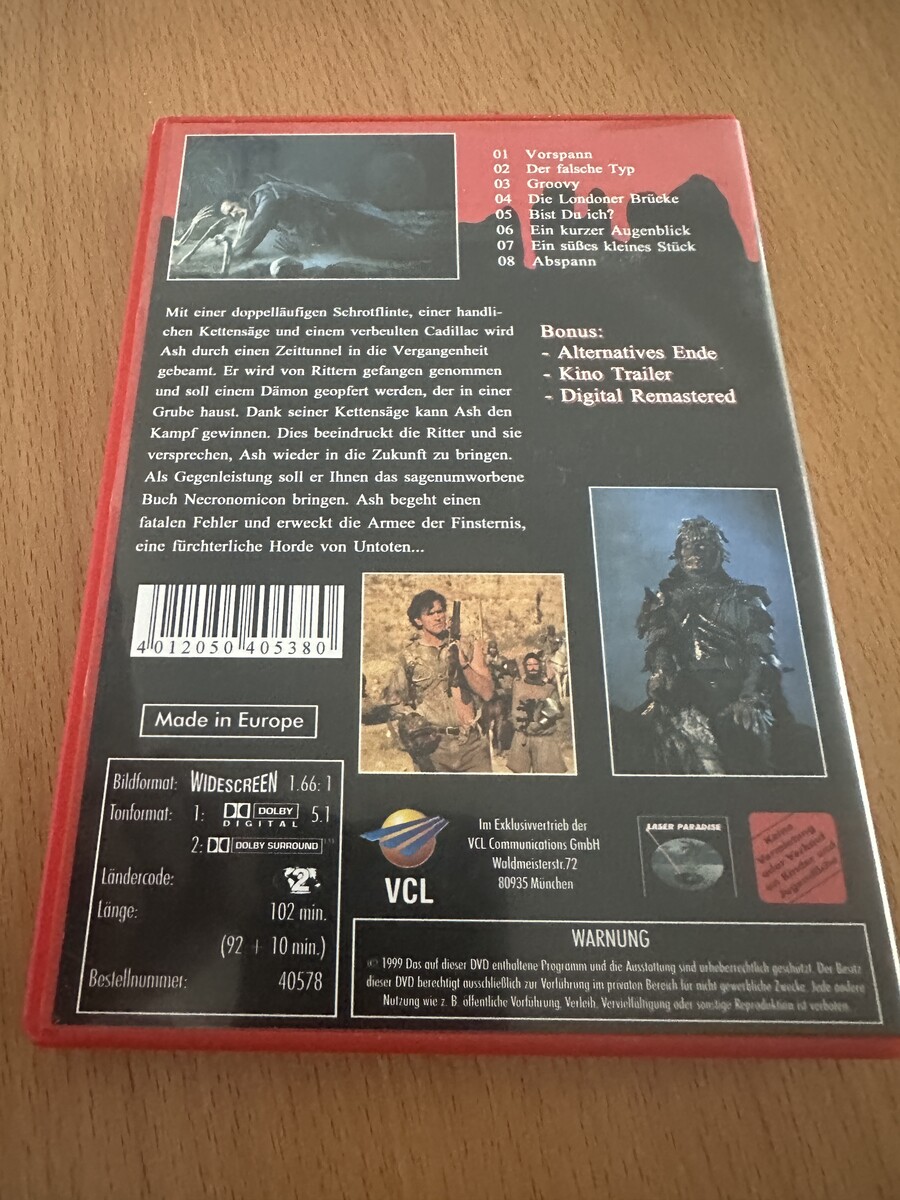 01 Vorspann
02 Der falsche Typ
03 Groovy
04 Die Londoner Brücke
05 Bist Du ich?
06 Ein kurzer Augenblick
07 Ein süßes kleines Stück
08 Abspann
Mit einer doppelläufigen Schrotflinte, einer handli-
chen Kettensäge und einem verbeulten Cadillac wird
Ash durch einen Zeittunnel in die Vergangenheit
gebeamt. Er wird von Rittern gefangen genommen
und soll einem Dämon geopfert werden, der in einer
Grube haust. Dank seiner Kettensäge kann Ash den
Kampf gewinnen. Dies beeindruckt die Ritter und sie
versprechen, Ash wieder in die Zukunft zu bringen.
Als Gegenleistung soll er Ihnen das sagenumworbene
Buch Necronomicon bringen. Ash begeht einen
fatalen Fehler und erweckt die Armee der Finsternis,
eine fürchterliche Horde von Untoten...
Bonus:
- Alternatives Ende
- Kino Trailer
- Digital Remastered
4 012050 405380
Made in Europe
Bildformat: WIDESCREEN 1.66: 1
Tonformat: 1: DOLBY DIGITAL 5.1
2: DOLBY SURROUND
Ländercode: 2
Länge: 102 min.
(92 + 10 min.)
Bestellnummer: 40578
VCL
Im Exklusivvertrieb der
VCL Communications GmbH
Waldmeisterstr.72
80935 München
LASER PARADISE
Keine
Vermietung
oder Verkauf
an Kinder und
Jugendliche
WARNUNG
© 1999 Das auf dieser DVD enthaltene Programm und die Ausstattung sind urheberrechtlich geschützt. Der Besitz
dieser DVD berechtigt ausschließlich zur Vorführung im privaten Bereich für nicht gewerbliche Zwecke. Jede andere
Nutzung wie z. B. öffentliche Vorführung, Verleih, Vervielfältigung oder sonstige Reproduktion ist verboten.